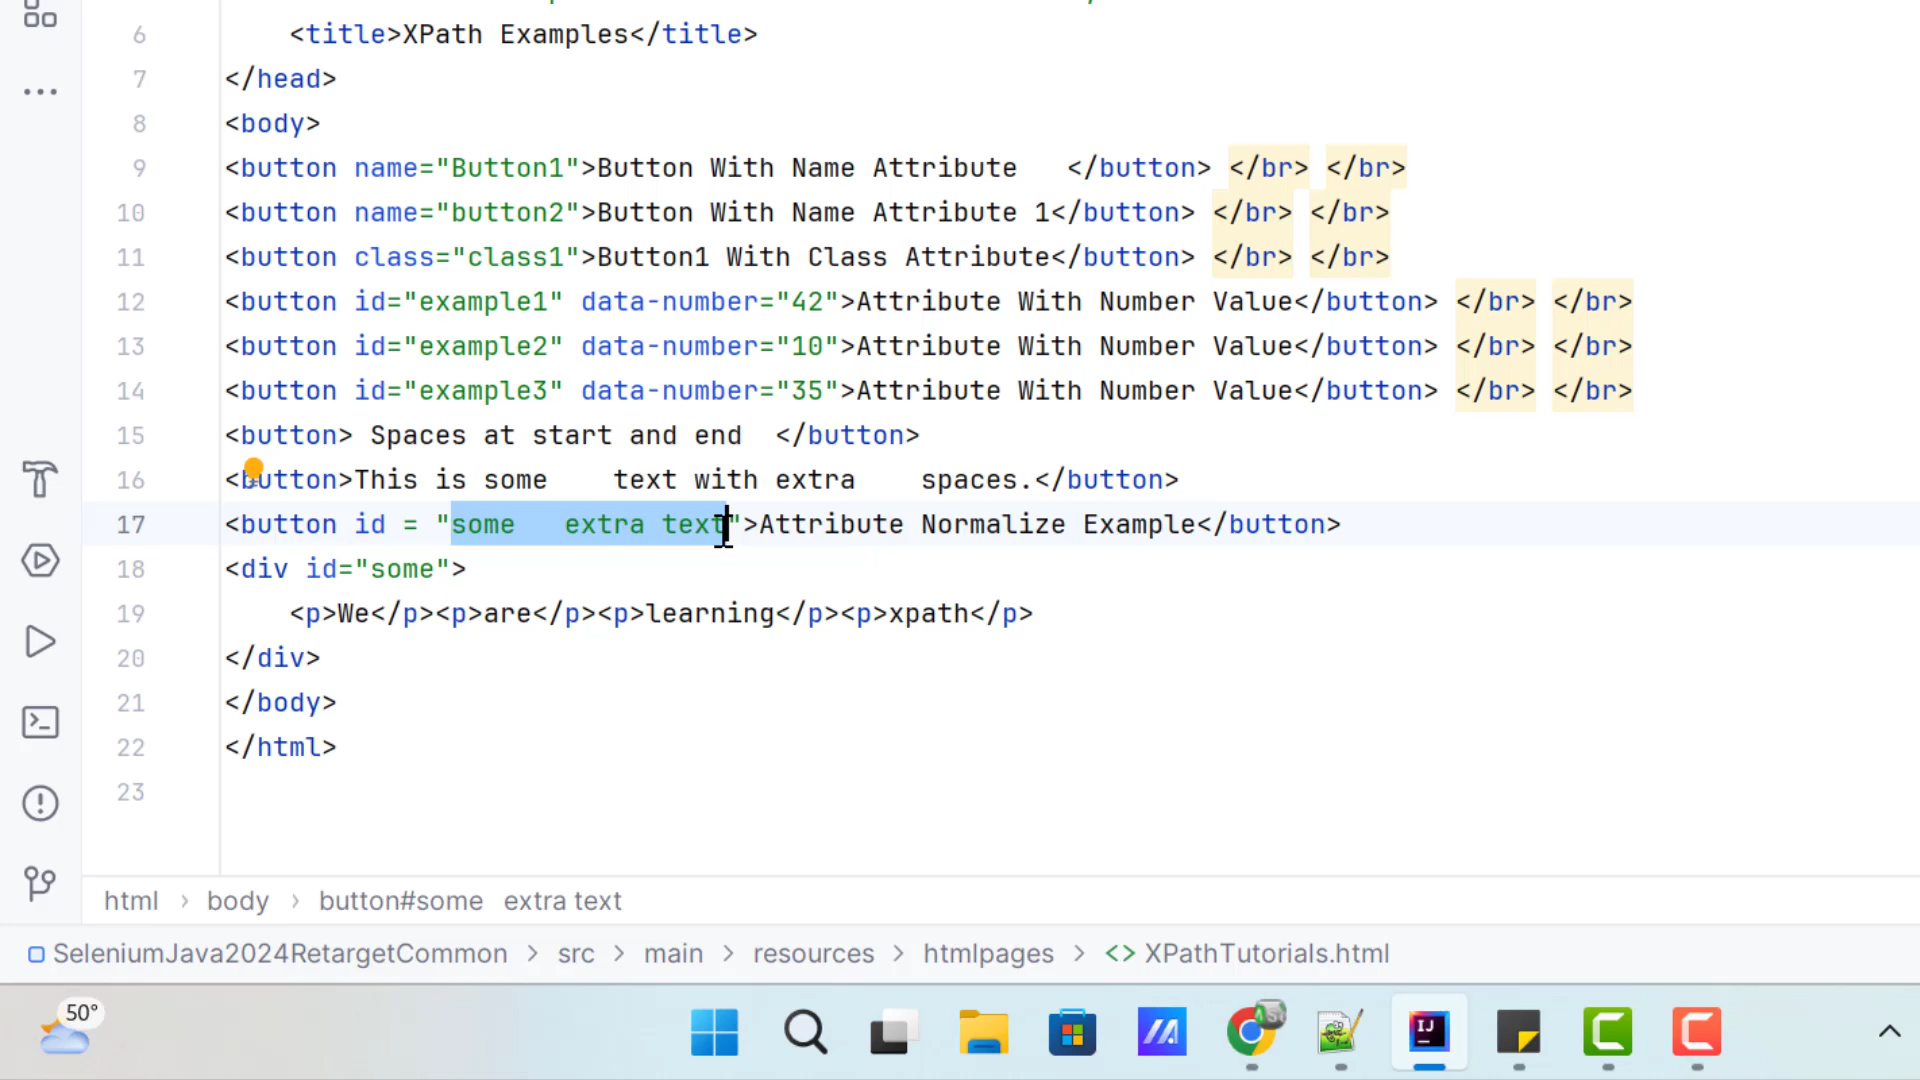 6 <title>XPath Examples</title>
7 </head>
8 <body>
9 <button name="Button1">Button With Name Attribute   </button> </br> </br>
10 <button name="button2">Button With Name Attribute 1</button> </br> </br>
11 <button class="class1">Button1 With Class Attribute</button> </br> </br>
12 <button id="example1" data-number="42">Attribute With Number Value</button> </br> </br>
13 <button id="example2" data-number="10">Attribute With Number Value</button> </br> </br>
14 <button id="example3" data-number="35">Attribute With Number Value</button> </br> </br>
15 <button> Spaces at start and end  </button>
16 <button>This is some    text with extra    spaces.</button>
17 <button id = "some   extra text">Attribute Normalize Example</button>
18 <div id="some">
19     <p>We</p><p>are</p><p>learning</p><p>xpath</p>
20 </div>
21 </body>
22 </html>
23
html › body › button#some   extra text
SeleniumJava2024RetargetCommon > src > main > resources > htmlpages > <> XPathTutorials.html
50°
IJ